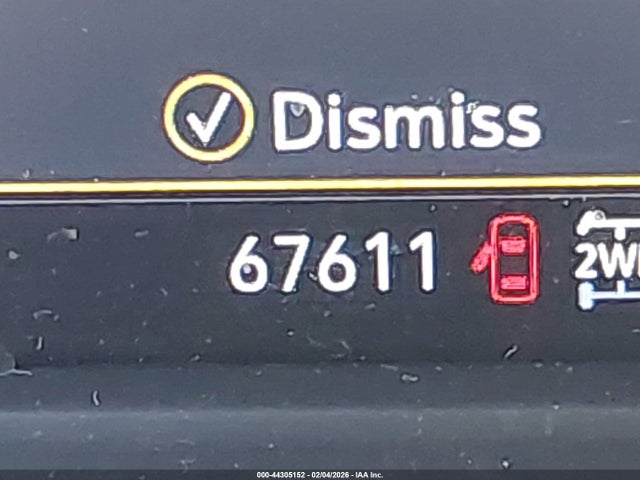 Dismiss
67611
2W
000-44305152 - 02/04/2026 - IAA Inc.